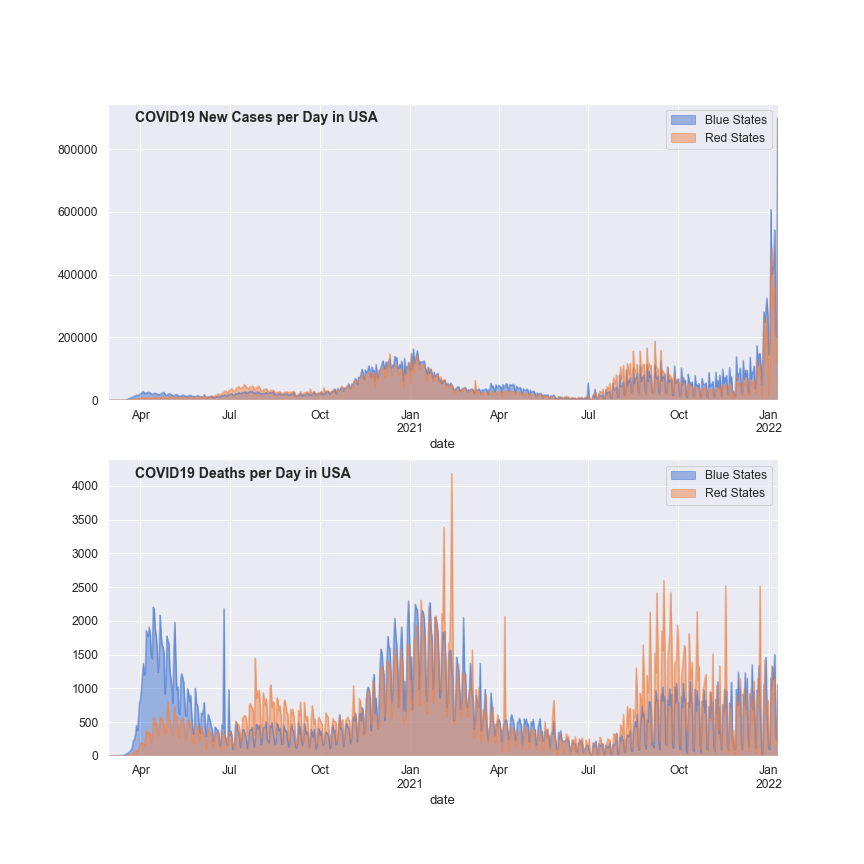 COVID19 New Cases per Day in USA
Blue States
Red States
800000
600000
400000
200000
0
Apr Jul Oct Jan Apr Jul Oct Jan
2021 2022
date
COVID19 Deaths per Day in USA
Blue States
Red States
4000
3500
3000
2500
2000
1500
1000
500
0
Apr Jul Oct Jan Apr Jul Oct Jan
2021 2022
date